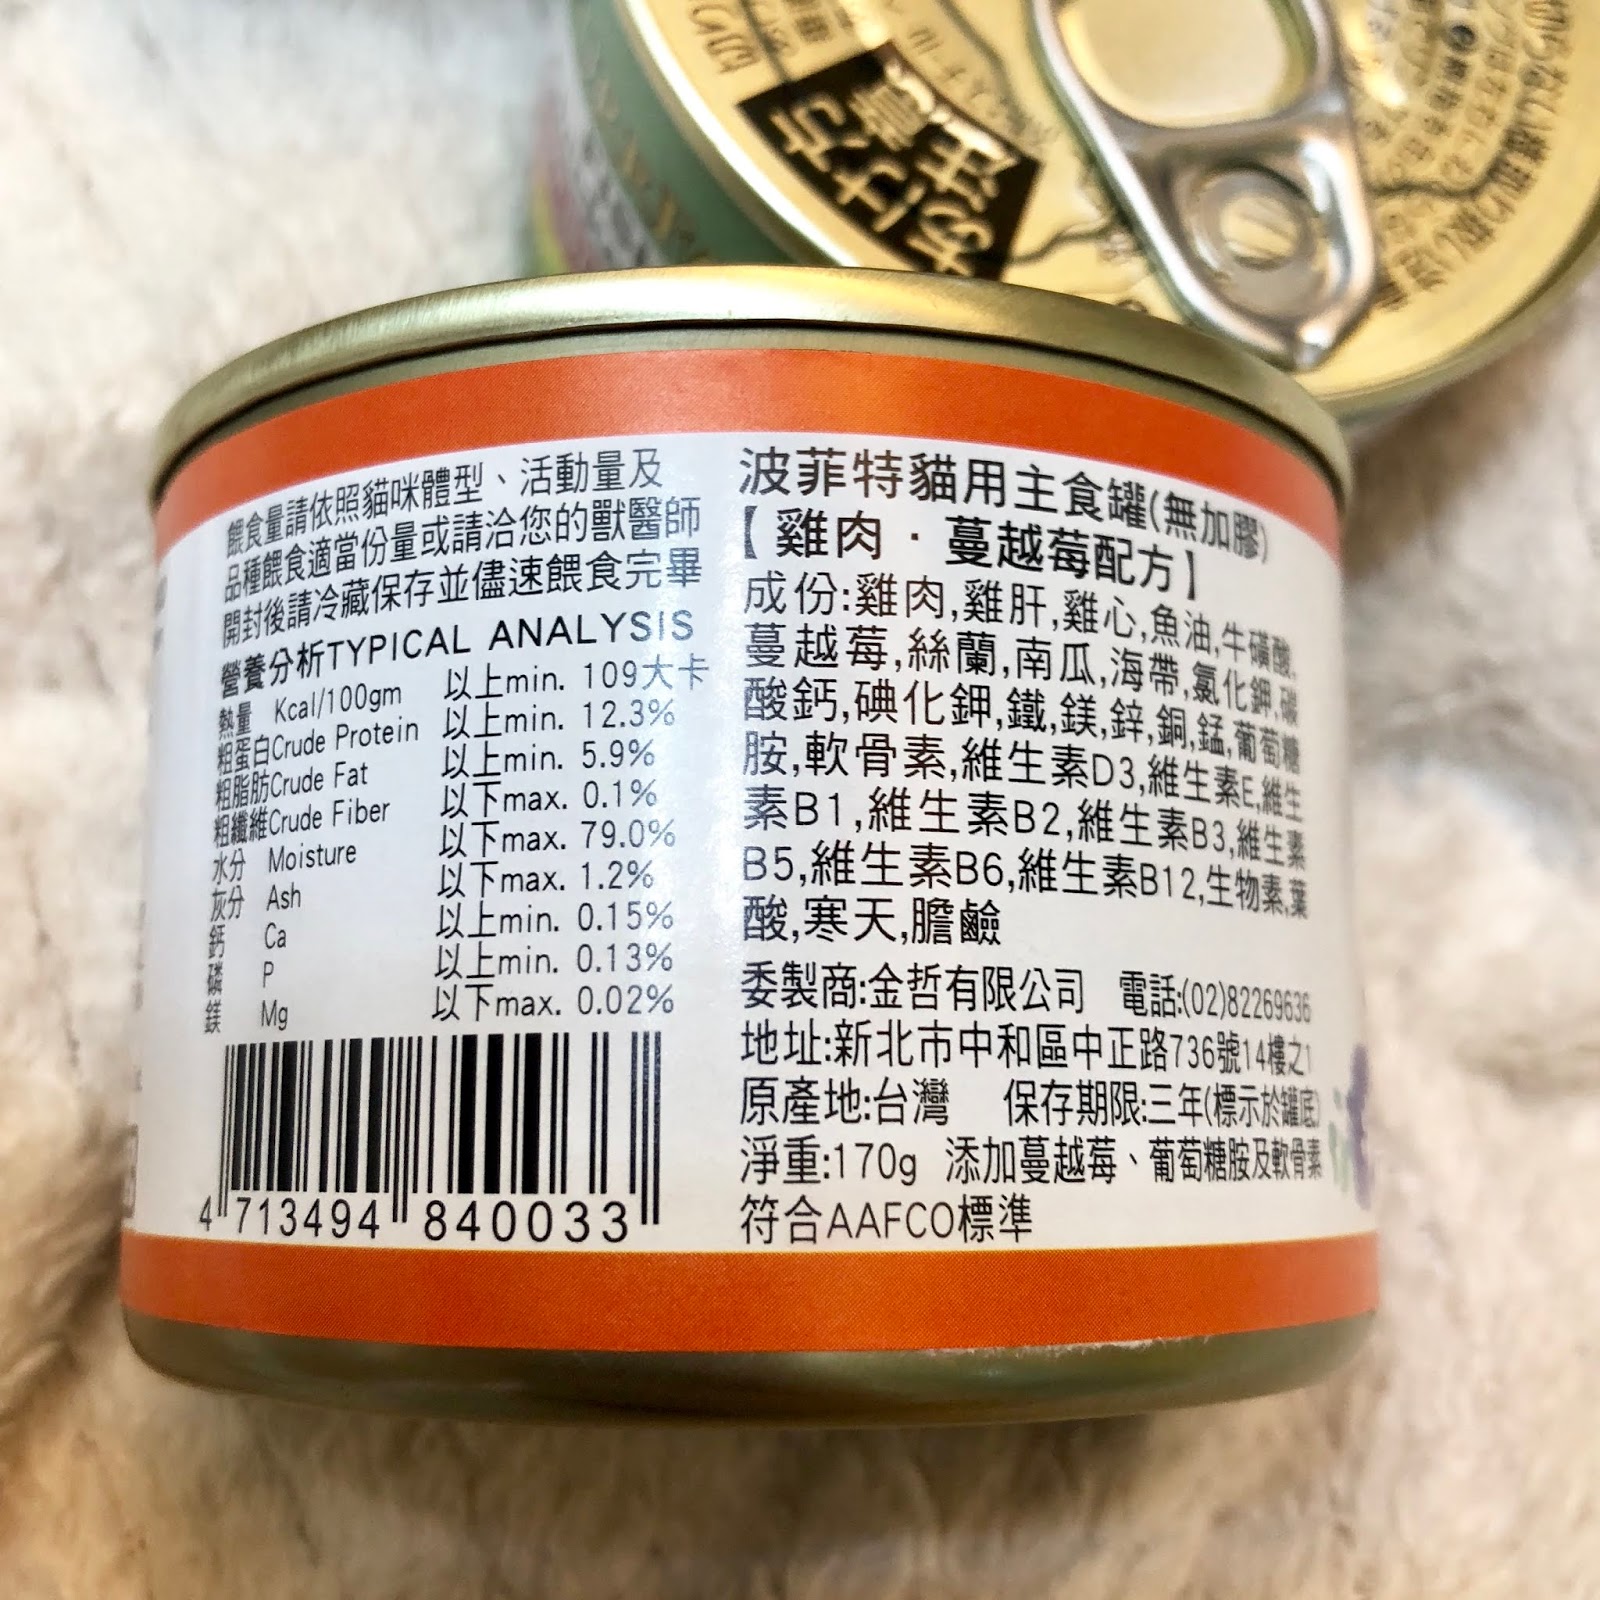 餵食量請依照貓咪體型、活動量及
品種餵食適當份量或請洽您的獸醫師
開封後請冷藏保存並儘速餵食完畢
營養分析TYPICAL ANALYSIS
熱量 Kcal/100gm 以上min. 109大卡
粗蛋白Crude Protein 以上min. 12.3%
粗脂肪Crude Fat 以上min. 5.9%
粗纖維Crude Fiber 以下max. 0.1%
水分 Moisture 以下max. 79.0%
灰分 Ash 以下max. 1.2%
鈣 Ca 以上min. 0.15%
磷 P 以上min. 0.13%
鎂 Mg 以下max. 0.02%
4 713494 840033
波菲特貓用主食罐(無加膠)
【雞肉·蔓越莓配方】
成份:雞肉,雞肝,雞心,魚油,牛磺酸,
蔓越莓,絲蘭,南瓜,海帶,氯化鉀,碳
酸鈣,碘化鉀,鐵,鎂,鋅,銅,錳,葡萄糖
胺,軟骨素,維生素D3,維生素E,維生
素B1,維生素B2,維生素B3,維生素
B5,維生素B6,維生素B12,生物素,葉
酸,寒天,膽鹼
委製商:金哲有限公司 電話:(02)82269636
地址:新北市中和區中正路736號14樓之1
原產地:台灣 保存期限:三年(標示於罐底)
淨重:170g 添加蔓越莓、葡萄糖胺及軟骨素
符合AAFCO標準